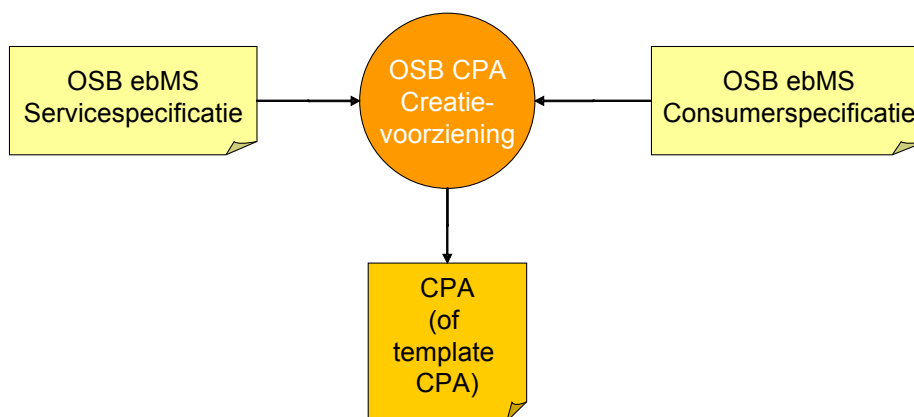 OSB ebMS
Servicespecificatie
OSB CPA
Creatie-
voorziening
OSB ebMS
Consumerspecificatie
CPA
(of
template
CPA)